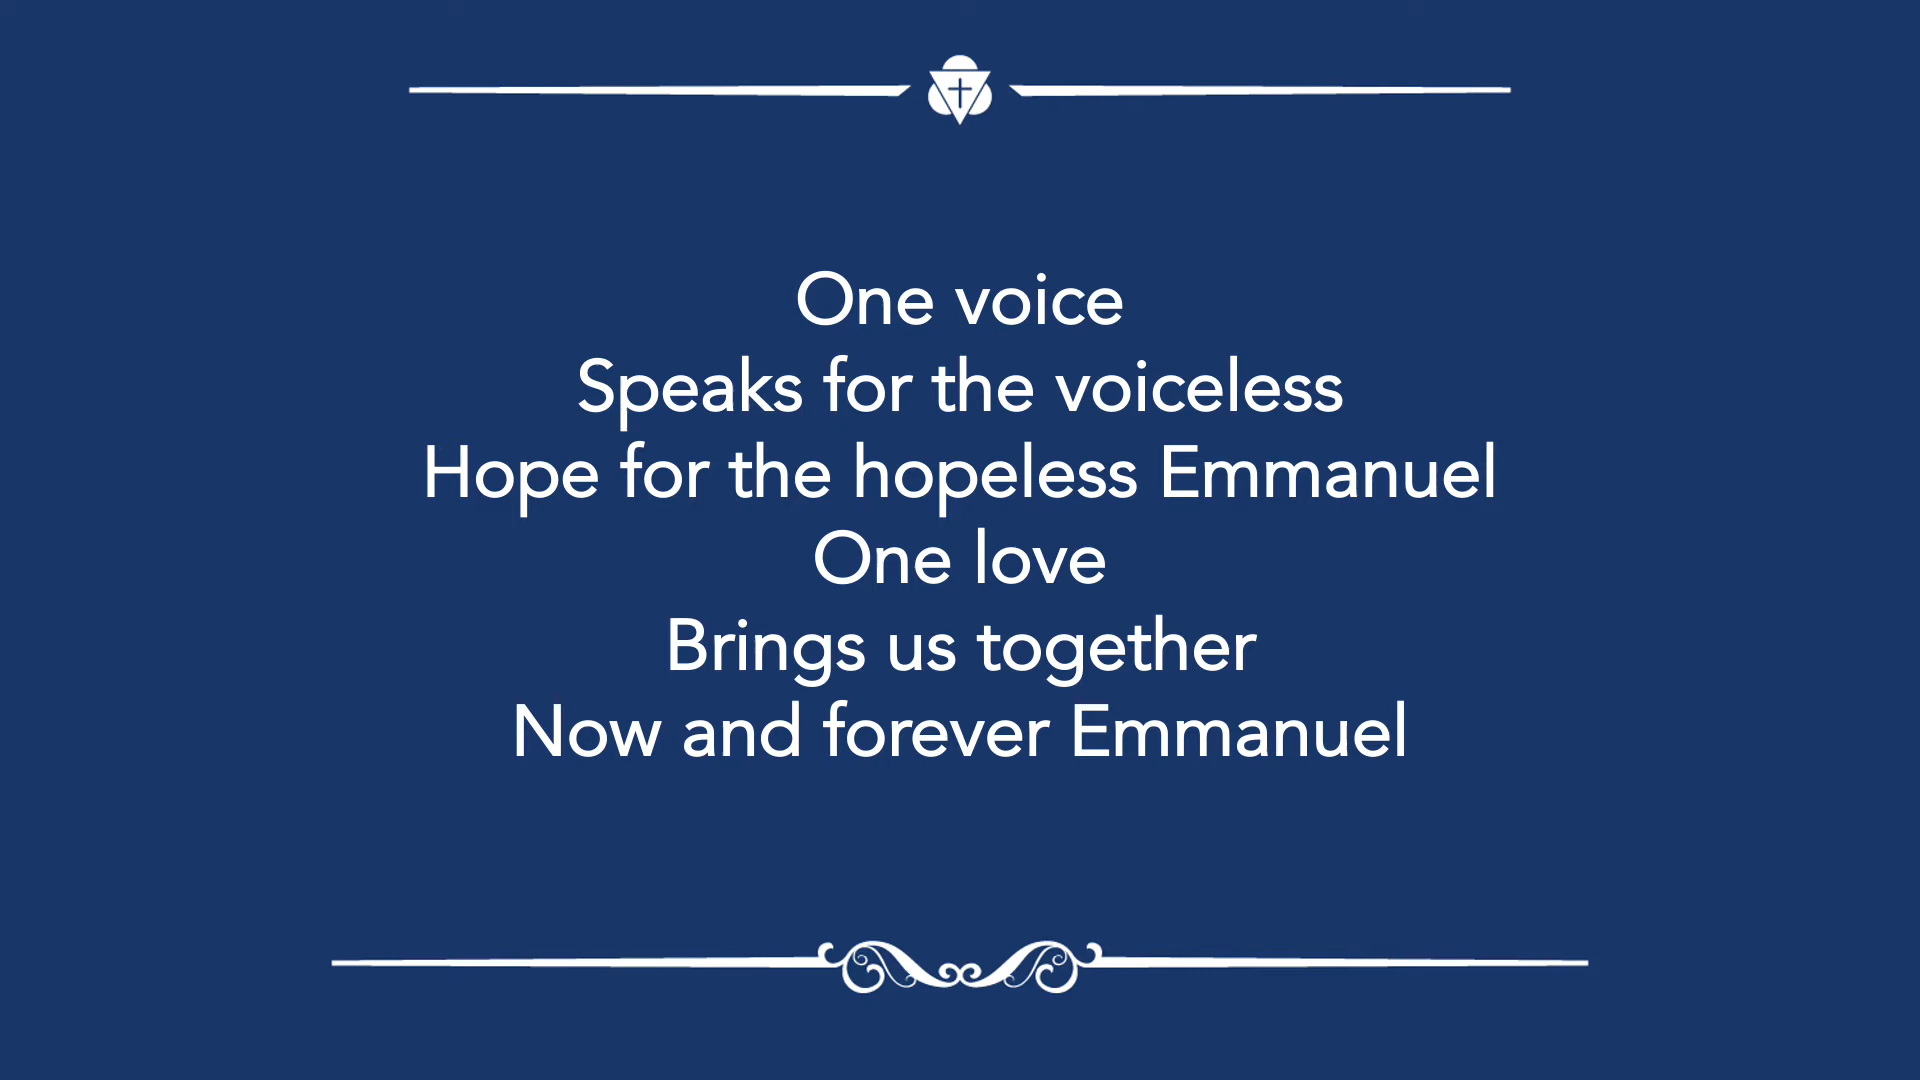 One voice
Speaks for the voiceless
Hope for the hopeless Emmanuel
One love
Brings us together
Now and forever Emmanuel